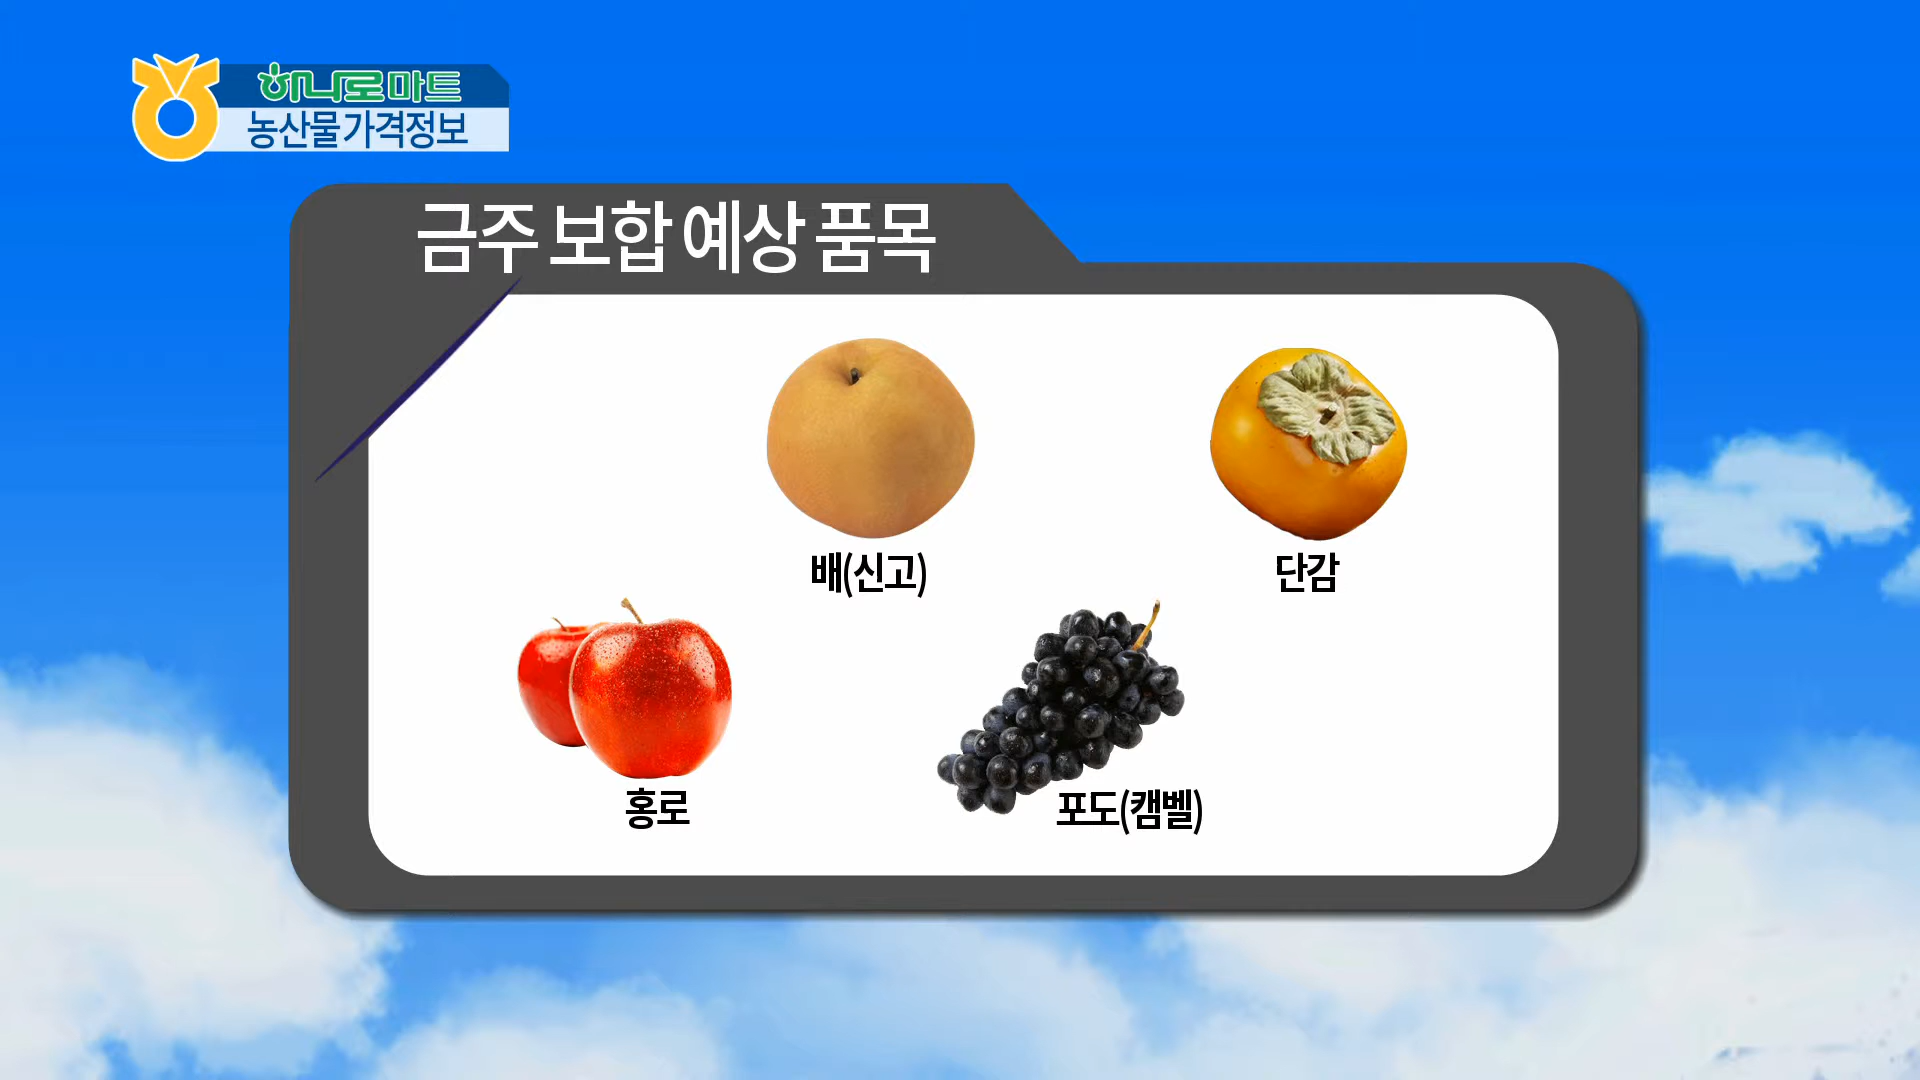 하나로마트
농산물가격정보
금주 보합 예상 품목
배(신고)
단감
홍로
포도(캠벨)